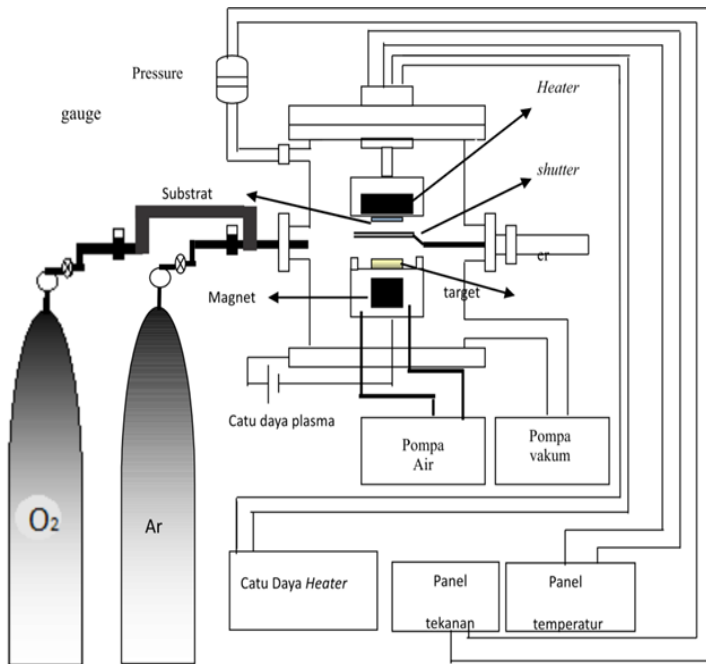 Pressure
gauge
Heater
shutter
Substrat
er
Magnet
target
Catu daya plasma
Pompa
Air
Pompa
vakum
O₂
Ar
Catu Daya Heater
Panel
tekanan
Panel
temperatur